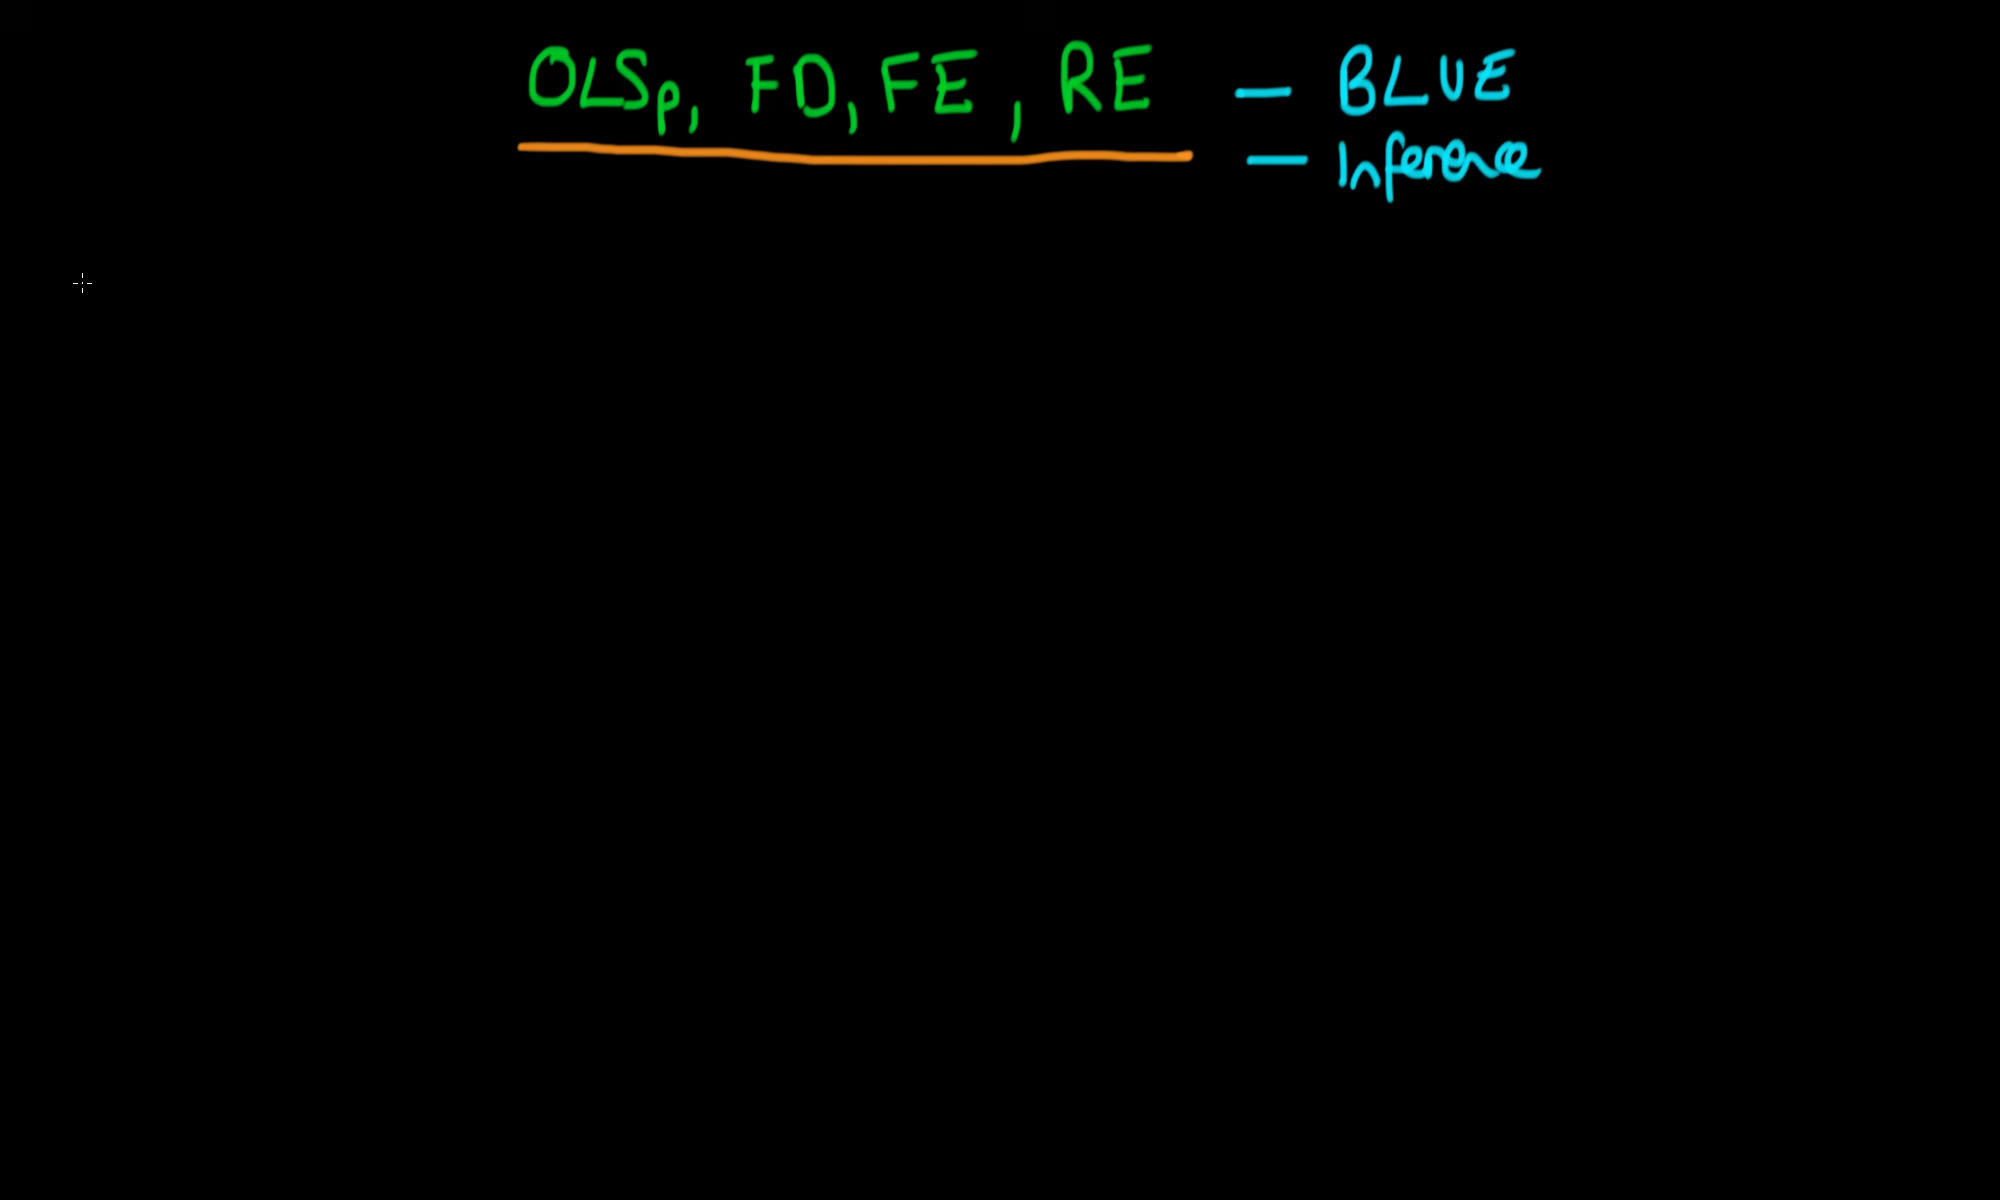 OLSp, FD, FE, RE - BLUE
- Inference